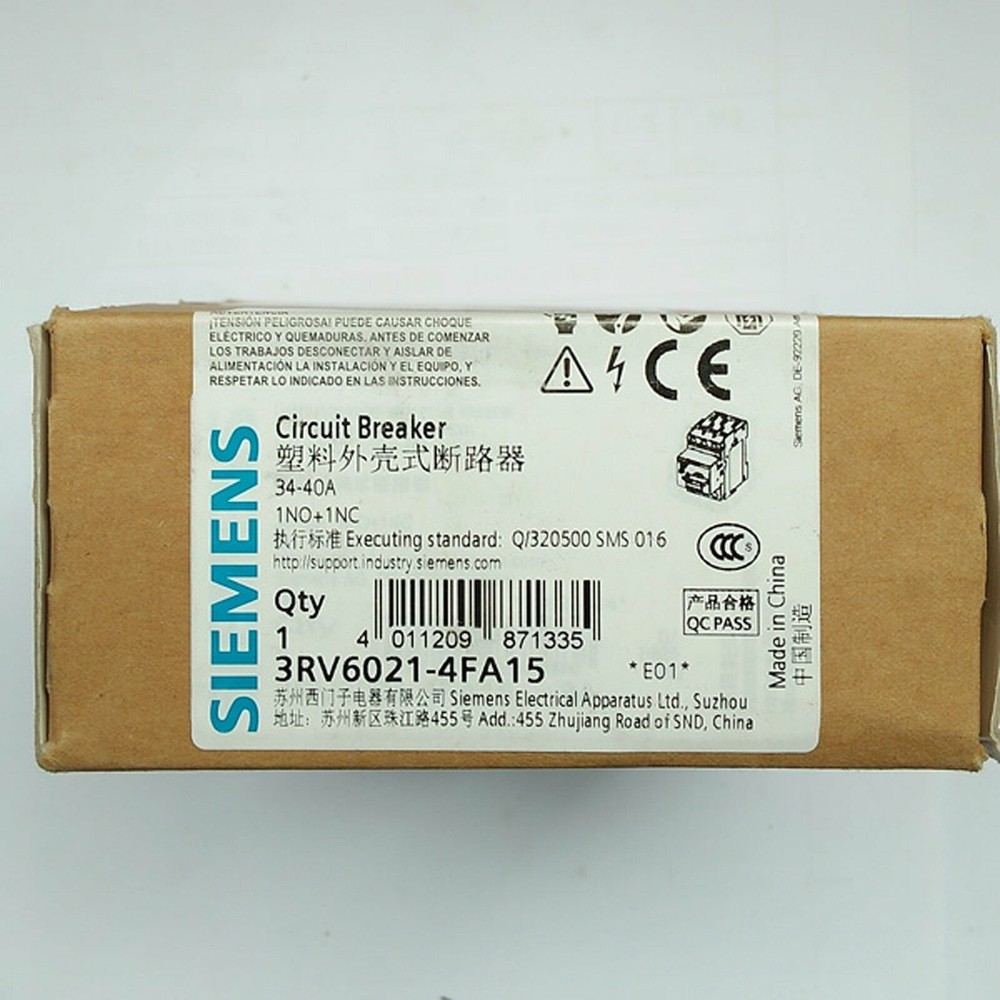 ¡TENSIÓN PELIGROSA! PUEDE CAUSAR CHOQUE
ELÉCTRICO Y QUEMADURAS. ANTES DE COMENZAR
LOS TRABAJOS DESCONECTAR Y AISLAR DE
ALIMENTACIÓN LA INSTALACIÓN Y EL EQUIPO, Y
RESPETAR LO INDICADO EN LAS INSTRUCCIONES.
CE
Siemens AG, DE-92220
SIEMENS
Circuit Breaker
塑料外壳式断路器
34-40A
1NO+1NC
执行标准 Executing standard: Q/320500 SMS 016
http://support.industry.siemens.com
CCC S
Qty
1
4 011209 871335
产品合格
QC PASS
Made in China
中国制造
3RV6021-4FA15 *E01*
苏州西门子电器有限公司 Siemens Electrical Apparatus Ltd., Suzhou
地址: 苏州新区珠江路455号 Add.:455 Zhujiang Road of SND, China